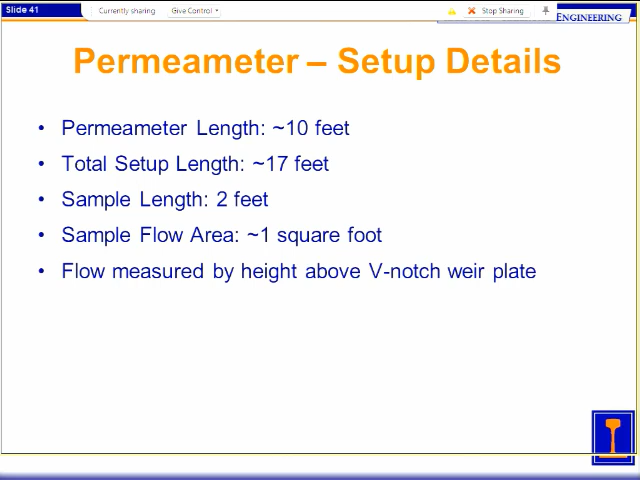 Slide 41
Currently sharing
Give Control
Stop Sharing
ENGINEERING
Permeameter – Setup Details
• Permeameter Length: ~10 feet
• Total Setup Length: ~17 feet
• Sample Length: 2 feet
• Sample Flow Area: ~1 square foot
• Flow measured by height above V-notch weir plate